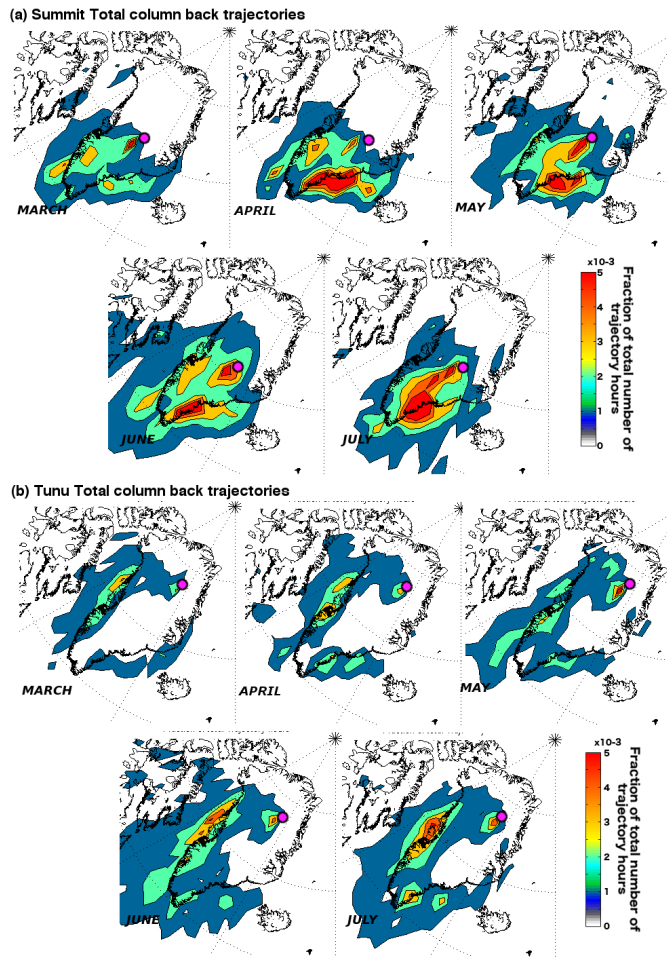 (a) Summit Total column back trajectories
MARCH
APRIL
MAY
JUNE
JULY
x10-3
5
4
3
2
1
0
Fraction of total number of
trajectory hours
(b) Tunu Total column back trajectories
MARCH
APRIL
MAY
JUNE
JULY
x10-3
5
4
3
2
1
0
Fraction of total number of
trajectory hours